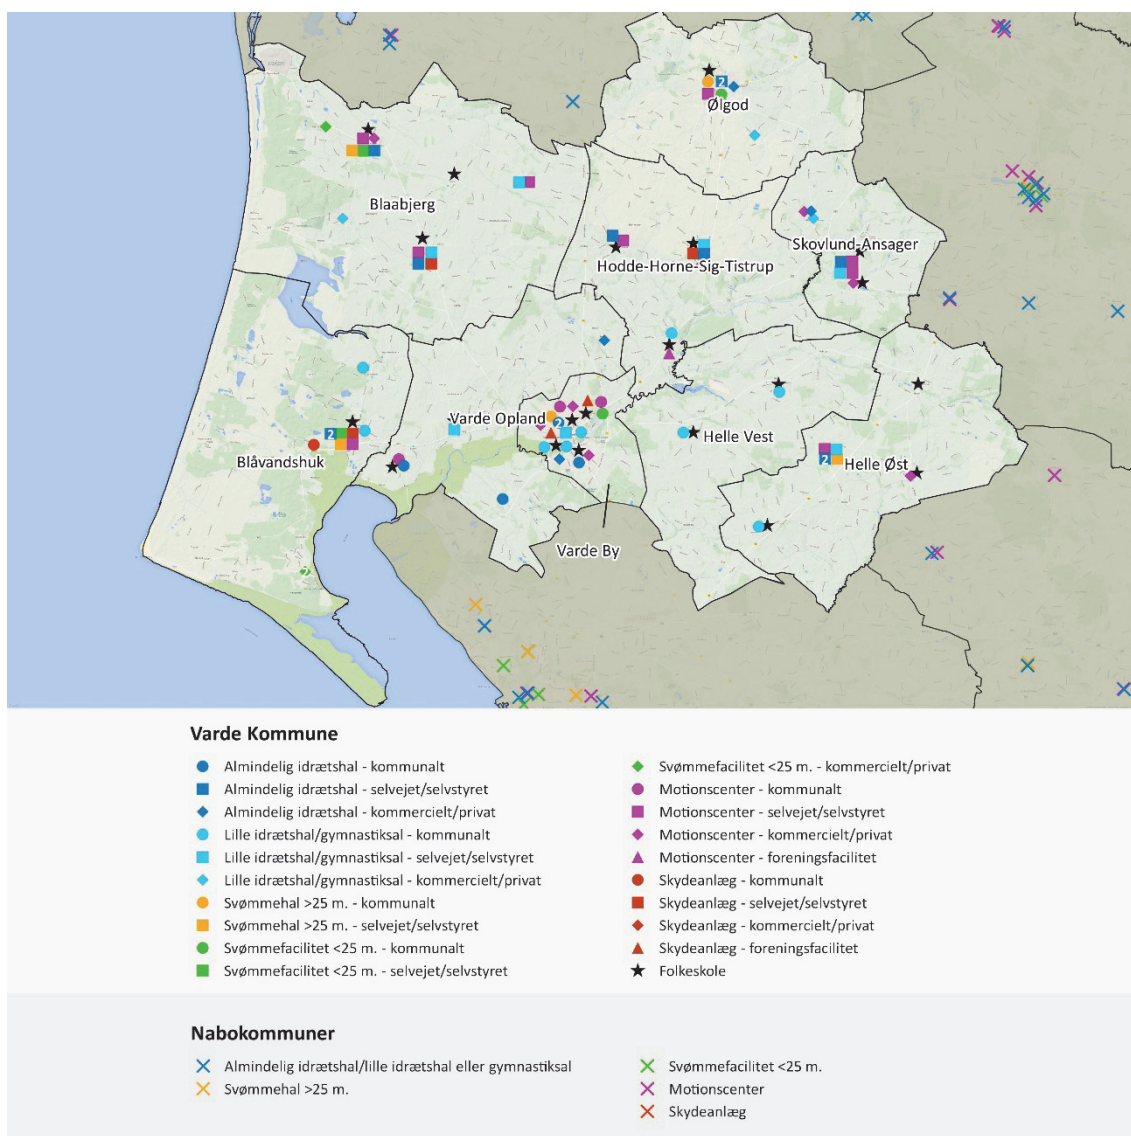 2
Ølgod
Blaabjerg
Skovlund-Ansager
Hodde-Horne-Sig-Tistrup
Varde Opland
2
2
Helle Vest
Blåvandshuk
2
Helle Øst
Varde By
2
Varde Kommune
Almindelig idrætshal - kommunalt
Almindelig idrætshal - selvejet/selvstyret
Almindelig idrætshal - kommercielt/privat
Lille idrætshal/gymnastiksal - kommunalt
Lille idrætshal/gymnastiksal - selvejet/selvstyret
Lille idrætshal/gymnastiksal - kommercielt/privat
Svømmehal >25 m. - kommunalt
Svømmehal >25 m. - selvejet/selvstyret
Svømmefacilitet <25 m. - kommunalt
Svømmefacilitet <25 m. - selvejet/selvstyret
Svømmefacilitet <25 m. - kommercielt/privat
Motionscenter - kommunalt
Motionscenter - selvejet/selvstyret
Motionscenter - kommercielt/privat
Motionscenter - foreningsfacilitet
Skydeanlæg - kommunalt
Skydeanlæg - selvejet/selvstyret
Skydeanlæg - kommercielt/privat
Skydeanlæg - foreningsfacilitet
Folkeskole
Nabokommuner
Almindelig idrætshal/lille idrætshal eller gymnastiksal
Svømmehal >25 m.
Svømmefacilitet <25 m.
Motionscenter
Skydeanlæg